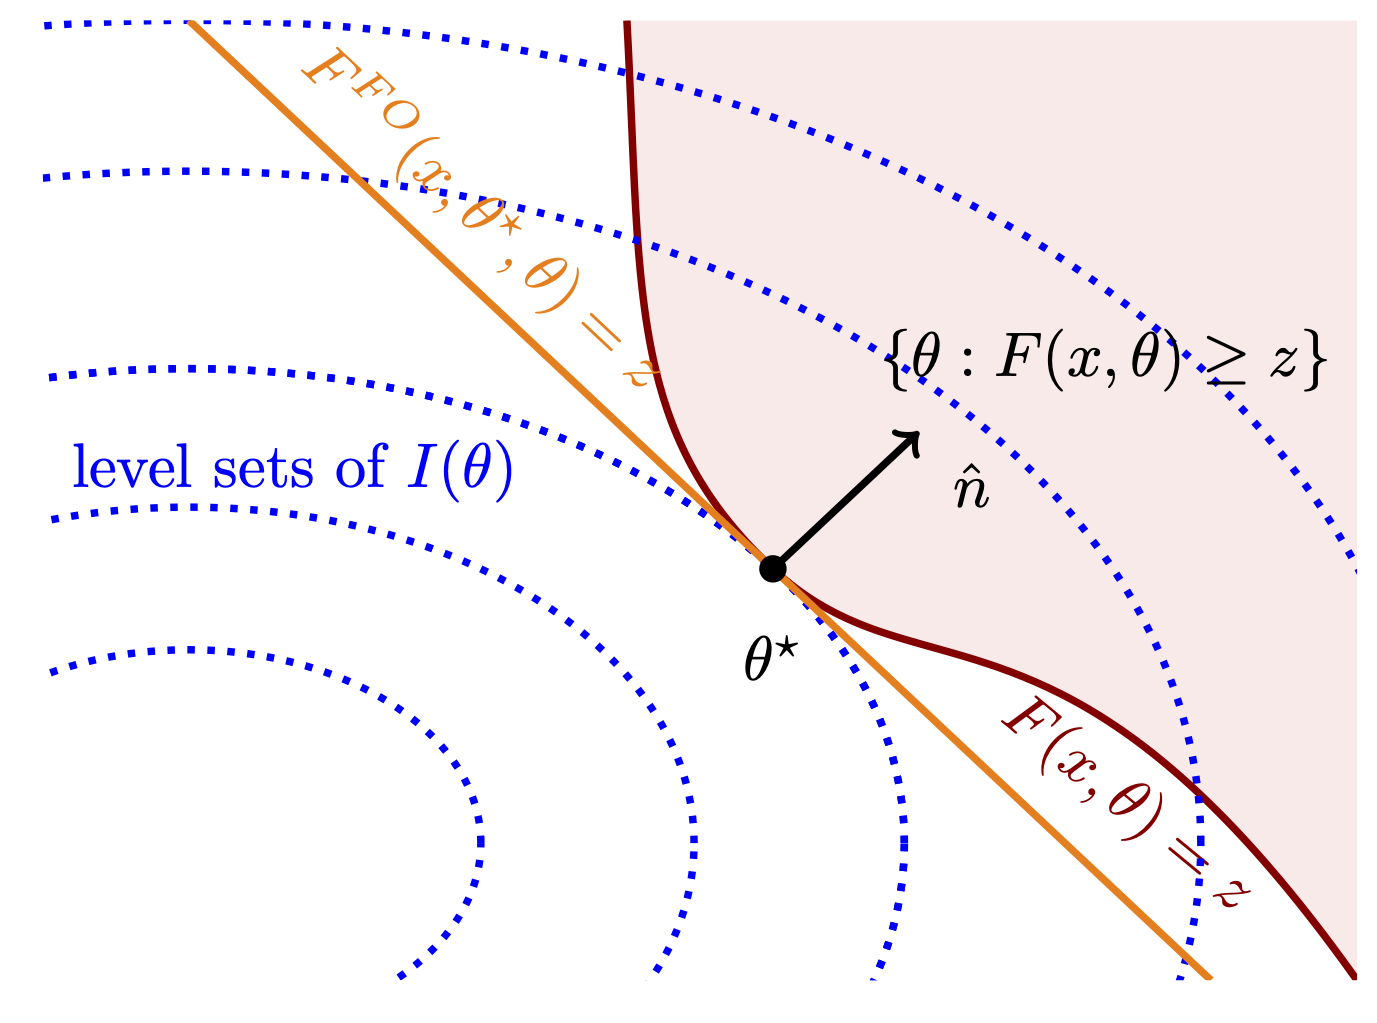 F^{FO}(x, θ^⋆, θ) = z
{θ : F(x, θ) ≥ z}
level sets of I(θ)
n̂
θ^⋆
F(x, θ) = z